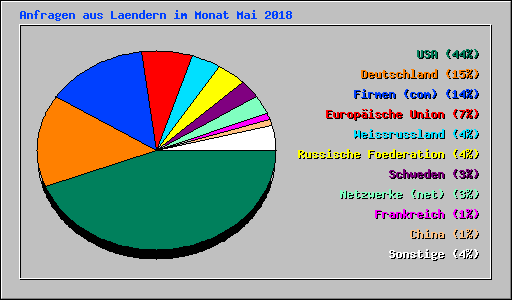 Anfragen aus Laendern im Monat Mai 2018
USA (44%)
Deutschland (15%)
Firmen (com) (14%)
Europäische Union (7%)
Weissrussland (4%)
Russische Foederation (4%)
Schweden (3%)
Netzwerke (net) (3%)
Frankreich (1%)
China (1%)
Sonstige (4%)